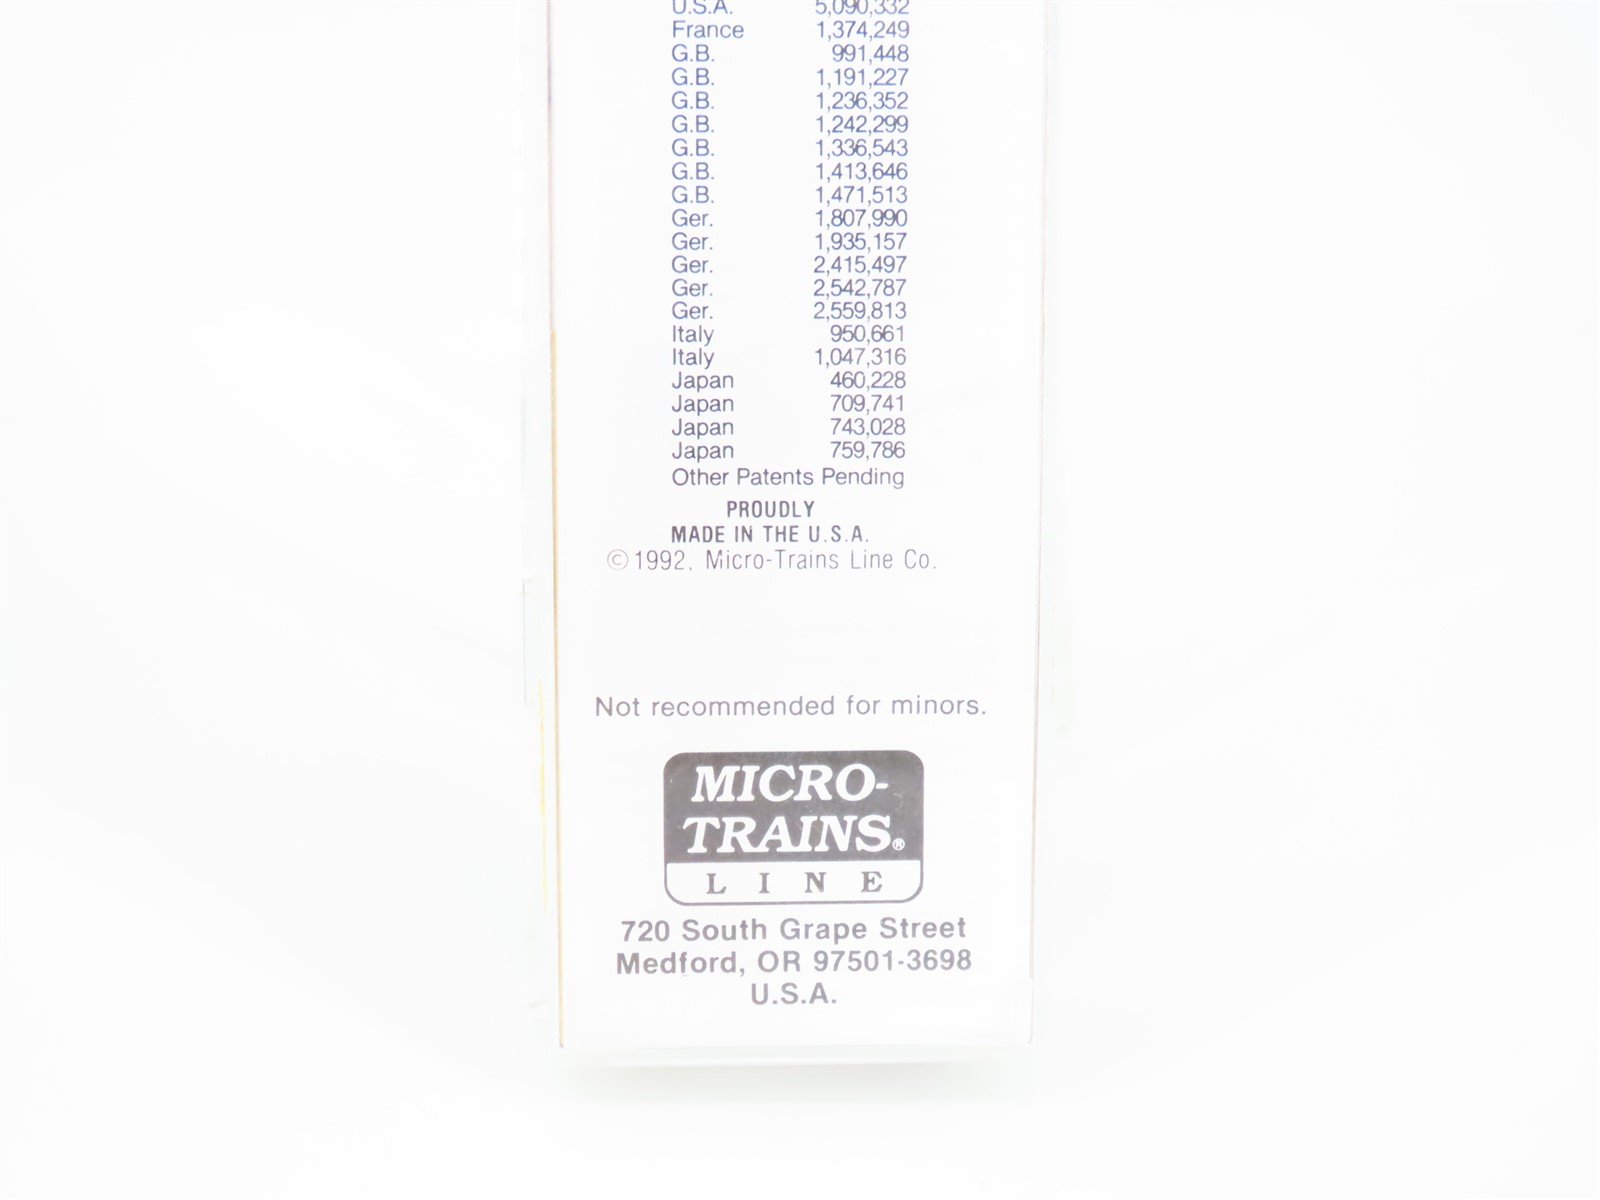 U.S.A. 5,090,332
France 1,374,249
G.B. 991,448
G.B. 1,191,227
G.B. 1,236,352
G.B. 1,242,299
G.B. 1,336,543
G.B. 1,413,646
G.B. 1,471,513
Ger. 1,807,990
Ger. 1,935,157
Ger. 2,415,497
Ger. 2,542,787
Ger. 2,559,813
Italy 950,661
Italy 1,047,316
Japan 460,228
Japan 709,741
Japan 743,028
Japan 759,786
Other Patents Pending
PROUDLY
MADE IN THE U.S.A.
©1992, Micro-Trains Line Co.
Not recommended for minors.
MICRO-
TRAINS®
LINE
720 South Grape Street
Medford, OR 97501-3698
U.S.A.